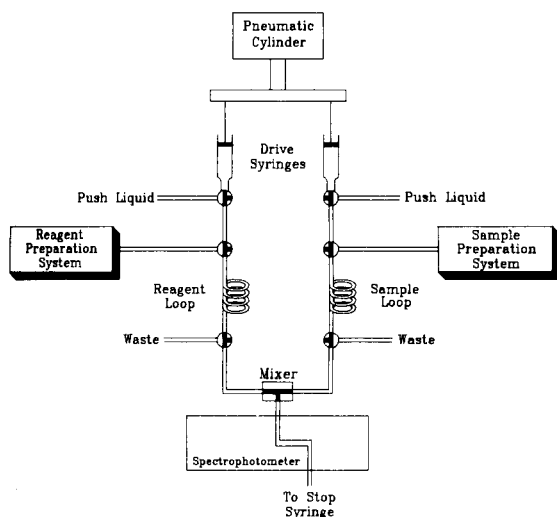 Pneumatic
Cylinder
Drive
Syringes
Push Liquid
Push Liquid
Reagent
Preparation
System
Sample
Preparation
System
Reagent
Loop
Sample
Loop
Waste
Waste
Mixer
Spectrophotometer
To Stop
Syringe